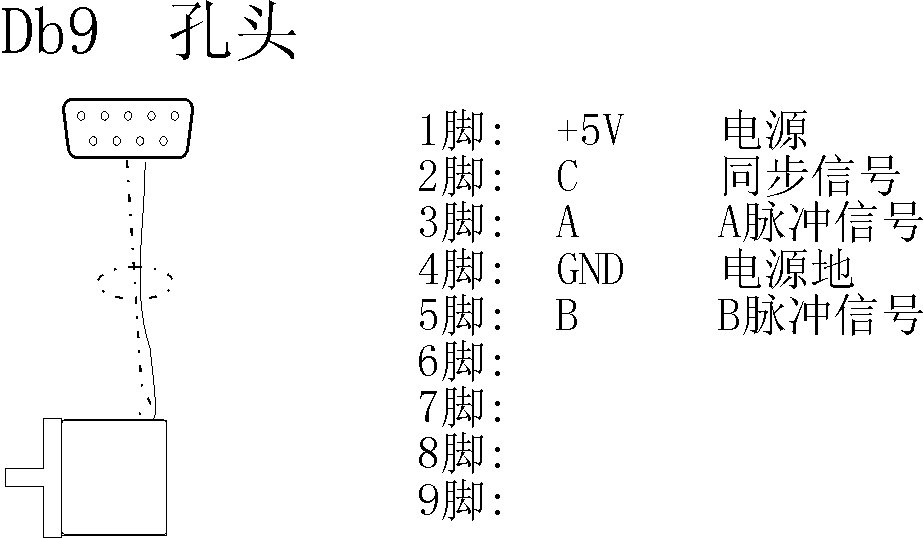 Db9 孔头
1脚: +5V 电源
2脚: C 同步信号
3脚: A A脉冲信号
4脚: GND 电源地
5脚: B B脉冲信号
6脚:
7脚:
8脚:
9脚: